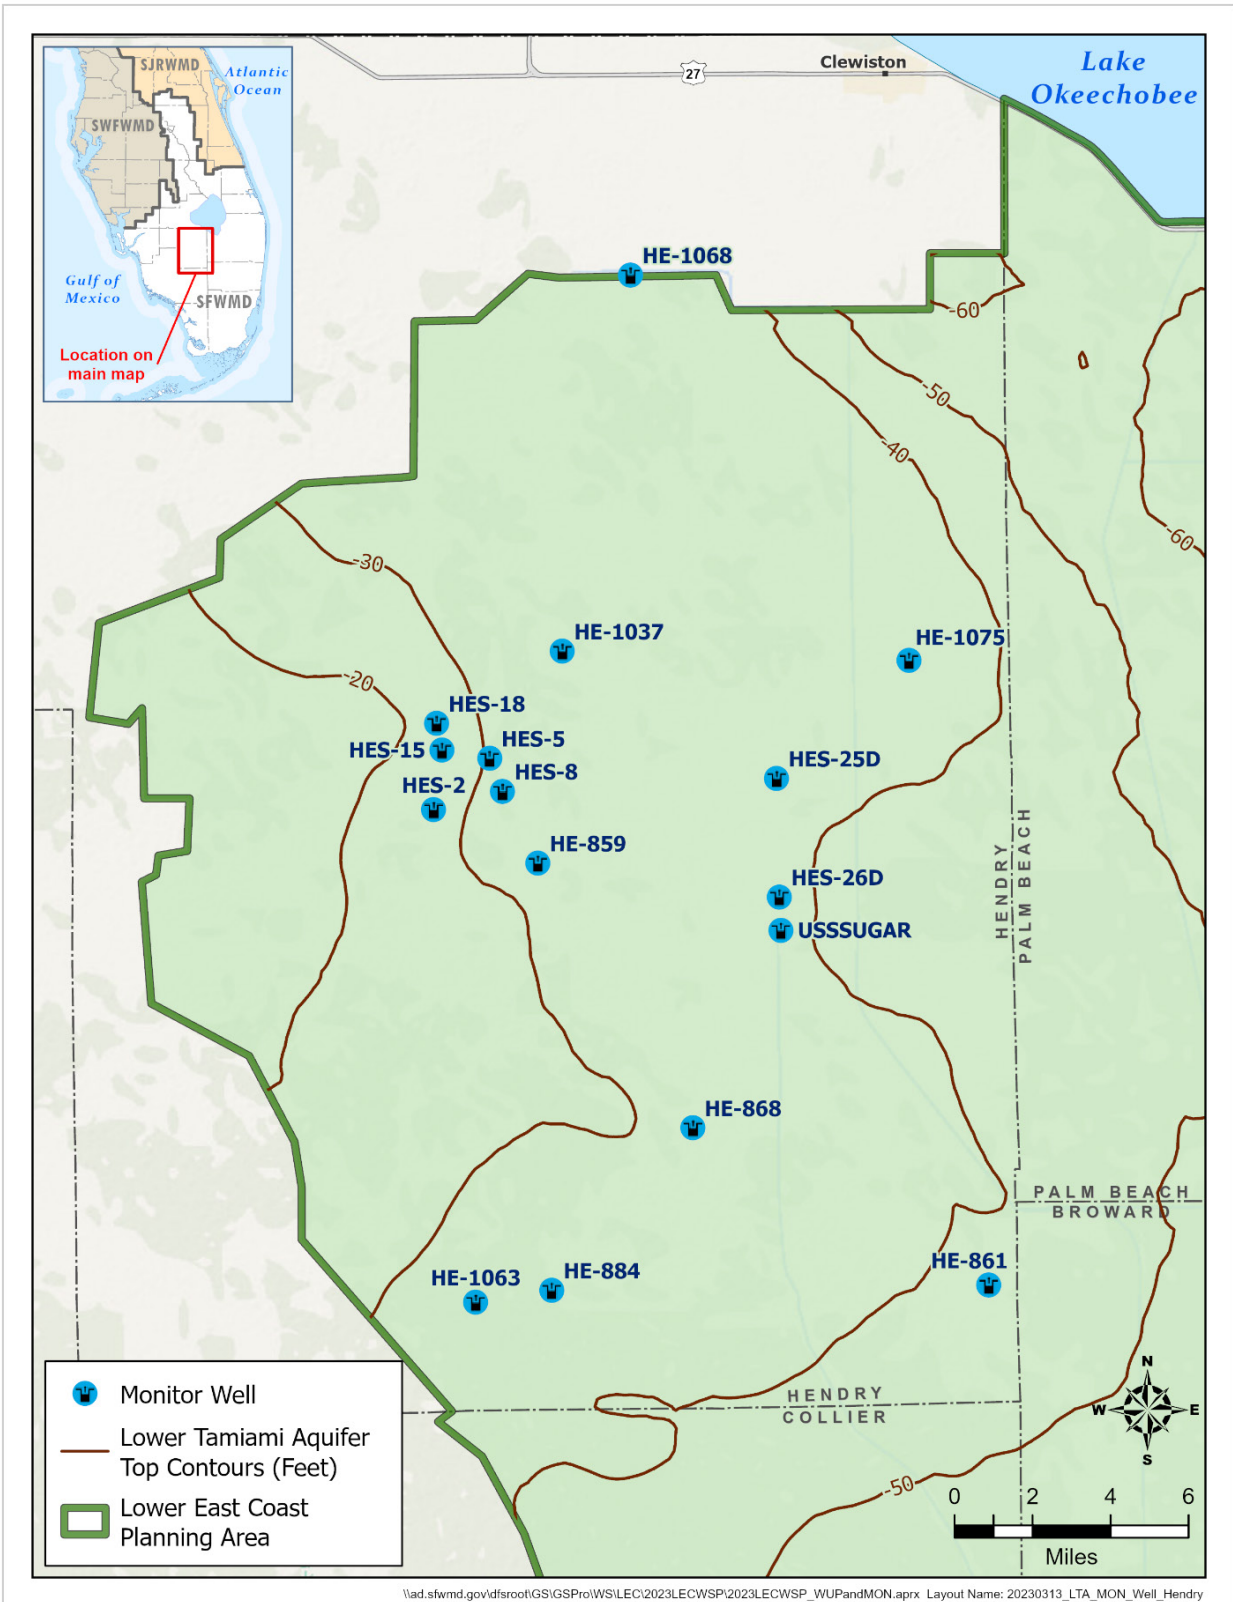 SJRWMD
Atlantic
Ocean
SWFWMD
Gulf of
Mexico
SFWMD
Location on
main map
27
Clewiston
Lake
Okeechobee
HE-1068
-60
-50
-40
-30
-60
HE-1037
HE-1075
-20
HES-18
HES-15
HES-5
HES-25D
HES-8
HES-2
HE-859
HENDRY
PALM BEACH
HES-26D
USSSUGAR
HE-868
PALM BEACH
BROWARD
HE-861
HE-884
HE-1063
N
W
E
S
HENDRY
COLLIER
-50
Monitor Well
Lower Tamiami Aquifer
Top Contours (Feet)
Lower East Coast
Planning Area
0 2 4 6
Miles
\\ad.sfwmd.gov\dfsroot\GS\GSPro\WS\LEC\2023LECWSP\2023LECWSP_WUPandMON.aprx Layout Name: 20230313_LTA_MON_Well_Hendry